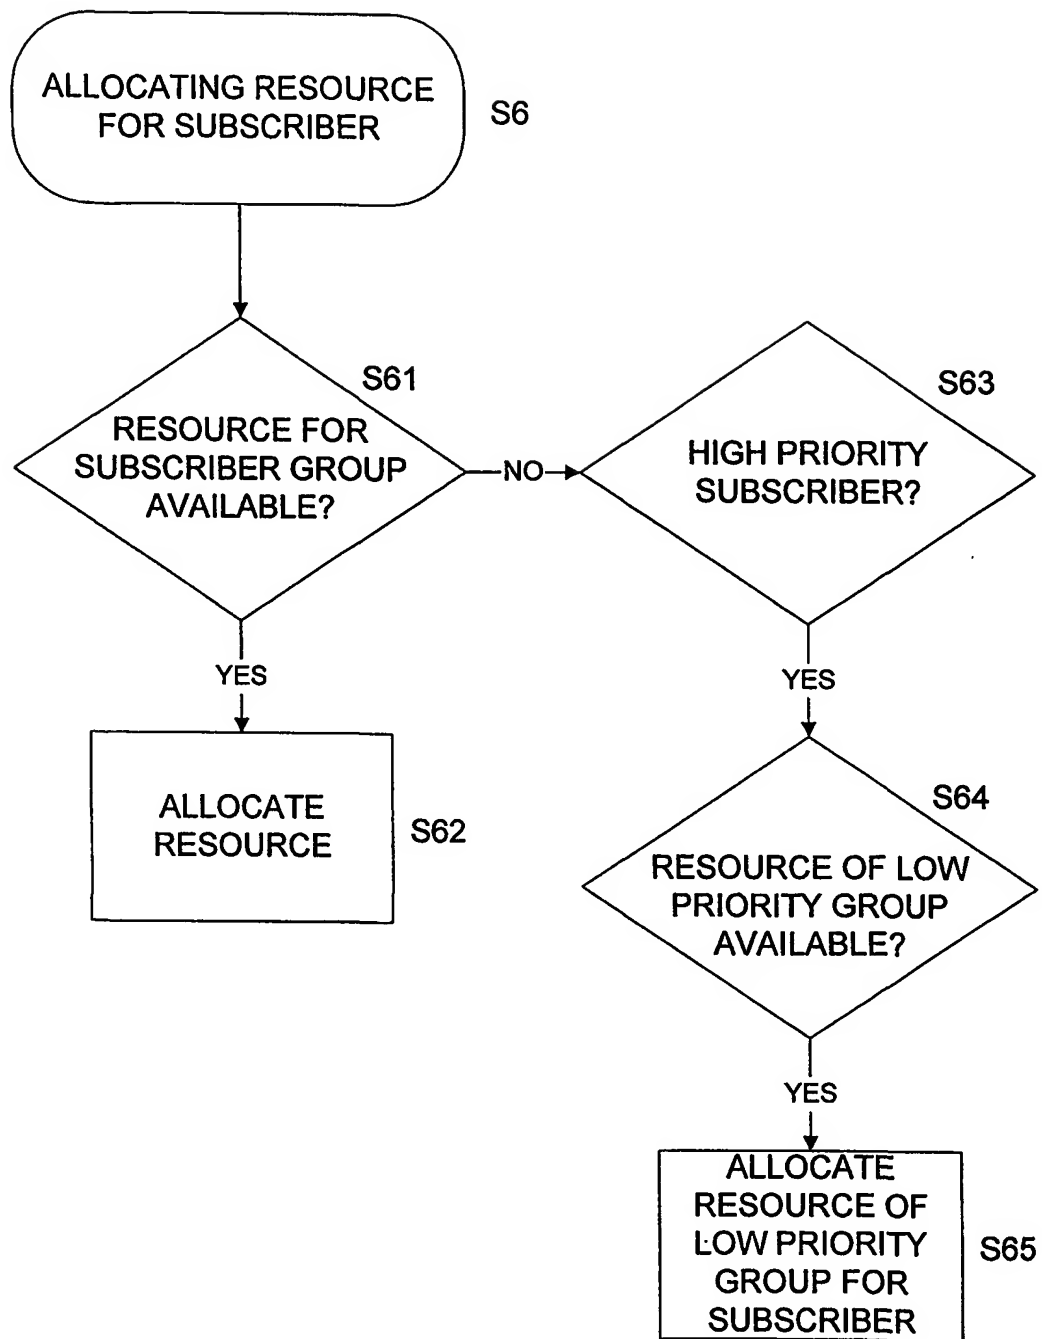 ALLOCATING RESOURCE
FOR SUBSCRIBER
S6
S61
RESOURCE FOR
SUBSCRIBER GROUP
AVAILABLE?
NO
S63
HIGH PRIORITY
SUBSCRIBER?
YES
ALLOCATE
RESOURCE
S62
YES
S64
RESOURCE OF LOW
PRIORITY GROUP
AVAILABLE?
YES
ALLOCATE
RESOURCE OF
LOW PRIORITY
GROUP FOR
SUBSCRIBER
S65